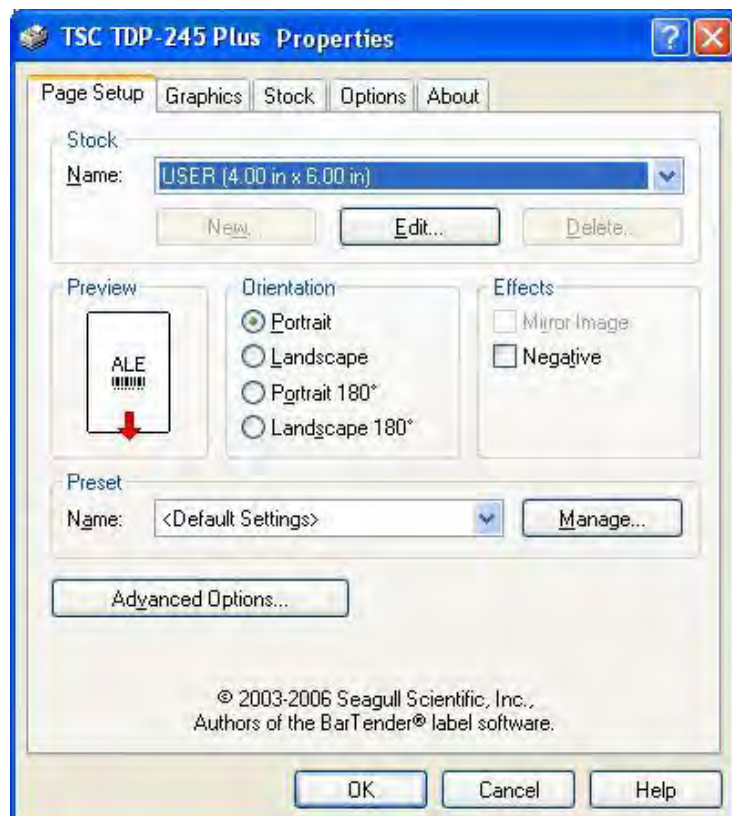 TSC TDP-245 Plus Properties
Page Setup Graphics Stock Options About
Stock
Name: USER (4.00 in x 6.00 in)
New... Edit... Delete...
Preview Orientation Effects
ALE
Portrait
Landscape
Portrait 180°
Landscape 180°
Mirror Image
Negative
Preset
Name: <Default Settings> Manage...
Advanced Options...
© 2003-2006 Seagull Scientific, Inc.,
Authors of the BarTender® label software.
OK Cancel Help